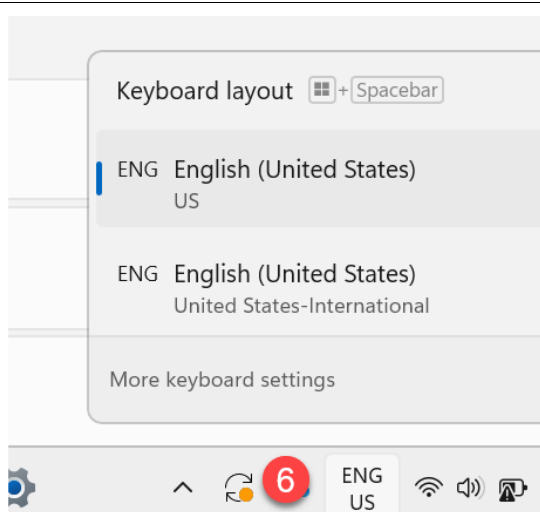 Keyboard layout + Spacebar
ENG English (United States)
US
ENG English (United States)
United States-International
More keyboard settings
6
ENG
US